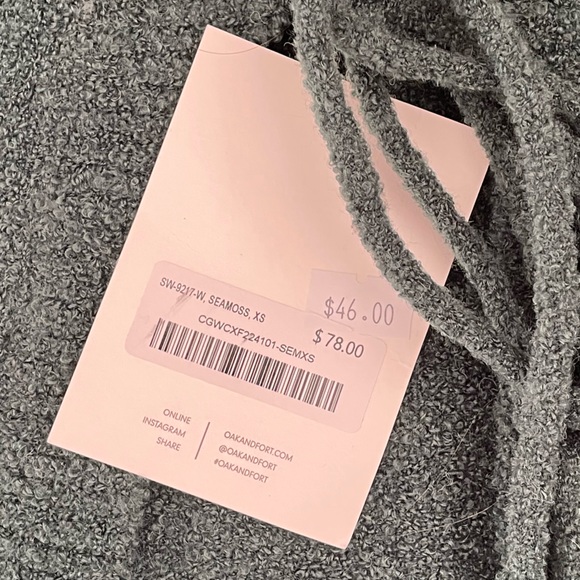 $46.00
SW-9217-W, SEAMOSS, XS
$78.00
CGWCXF224101-SEMXS
ONLINE OAKANDFORT.COM
INSTAGRAM @OAKANDFORT
SHARE #OAKANDFORT